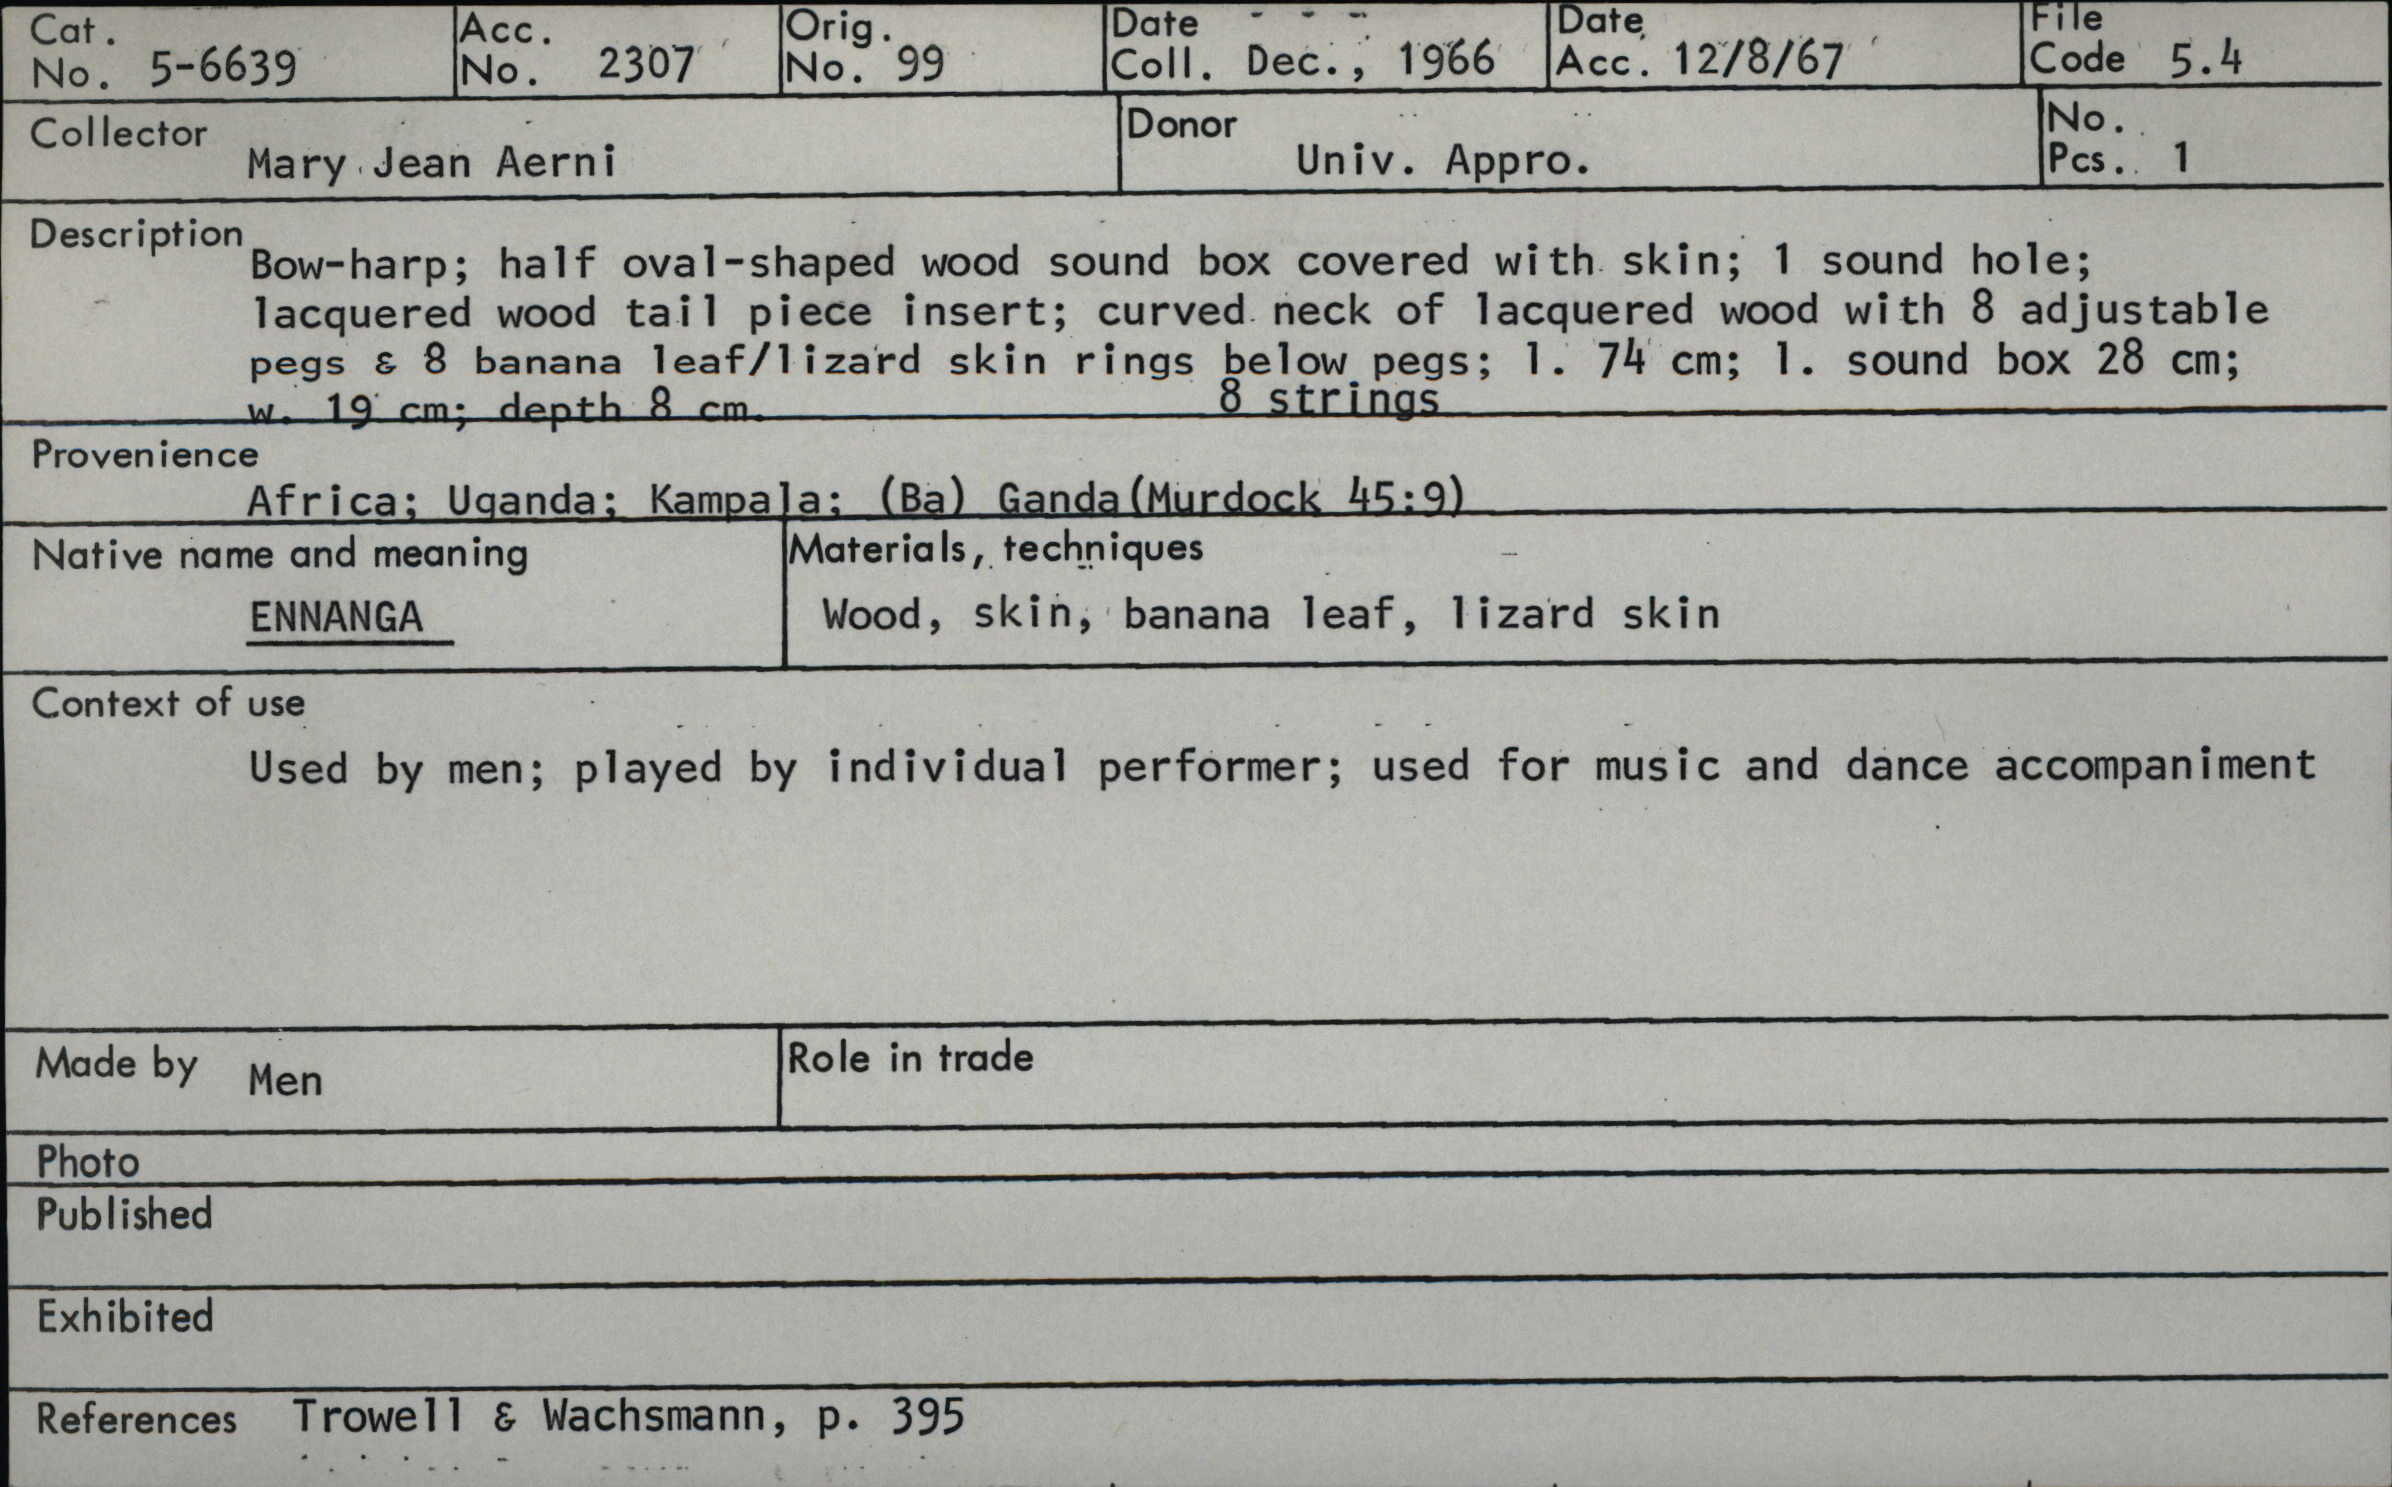 Cat. No. 5-6639 Acc. No. 2307 Orig. No. 99 Date Coll. Dec., 1966 Date Acc. 12/8/67 File Code 5.4
Collector Mary Jean Aerni Donor Univ. Appro. No. Pcs. 1
Description
Bow-harp; half oval-shaped wood sound box covered with skin; 1 sound hole;
lacquered wood tail piece insert; curved neck of lacquered wood with 8 adjustable
pegs & 8 banana leaf/lizard skin rings below pegs; l. 74 cm; l. sound box 28 cm;
w. 19 cm; depth 8 cm. 8 strings
Provenience
Africa; Uganda; Kampala; (Ba) Ganda (Murdock 45:9)
Native name and meaning Materials, techniques
ENNANGA Wood, skin, banana leaf, lizard skin
Context of use
Used by men; played by individual performer; used for music and dance accompaniment
Made by Men Role in trade
Photo
Published
Exhibited
References Trowell & Wachsmann, p. 395